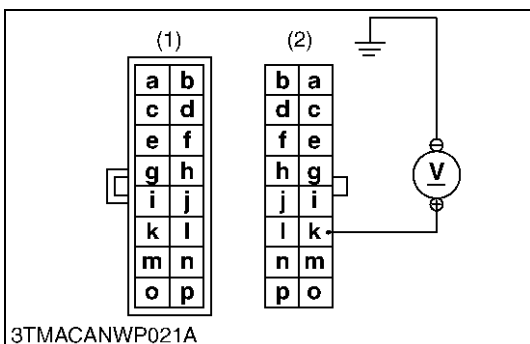 (1) (2)
a b b a
c d d c
e f f e
g h h g
i j j i
k l l k
m n n m
o p p o
V
3TMACANWP021A